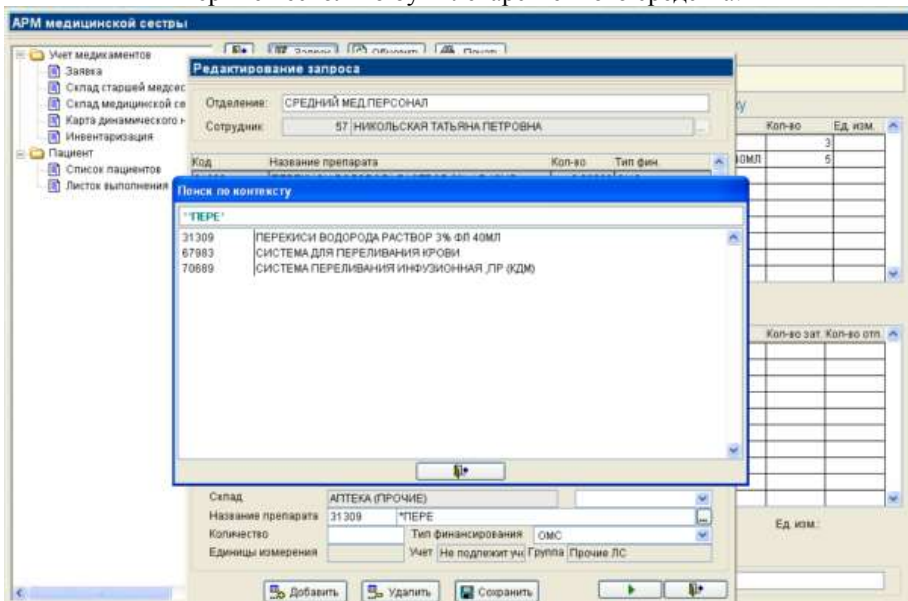 АРМ медицинской сестры
Учет медикаментов
Заявка
Склад старшей медсес
Склад медицинской се
Карта динамического н
Инвентаризация
Пациент
Список пациентов
Листок выполнения
Редактирование запроса
Отделение: СРЕДНИЙ МЕД.ПЕРСОНАЛ
Сотрудник: 57 НИКОЛЬСКАЯ ТАТЬЯНА ПЕТРОВНА ...
Код Название препарата Кол-во Тип фин.
Кол-во Ед. изм.
3
40МЛ 5
Поиск по контексту
31309 ПЕРЕКИСИ ВОДОРОДА РАСТВОР 3% ФЛ 40МЛ
67983 СИСТЕМА ДЛЯ ПЕРЕЛИВАНИЯ КРОВИ
70689 СИСТЕМА ПЕРЕЛИВАНИЯ ИНФУЗИОННАЯ ,ПР (КДМ)
Кол-во зат. Кол-во отп.
Склад АПТЕКА (ПРОЧИЕ)
Название препарата 31309 *ПЕРЕ ...
Количество Тип финансирования ОМС
Единицы измерения Учет Не подлежит уч Группа Прочие ЛС
Ед. изм.:
Добавить Удалить Сохранить